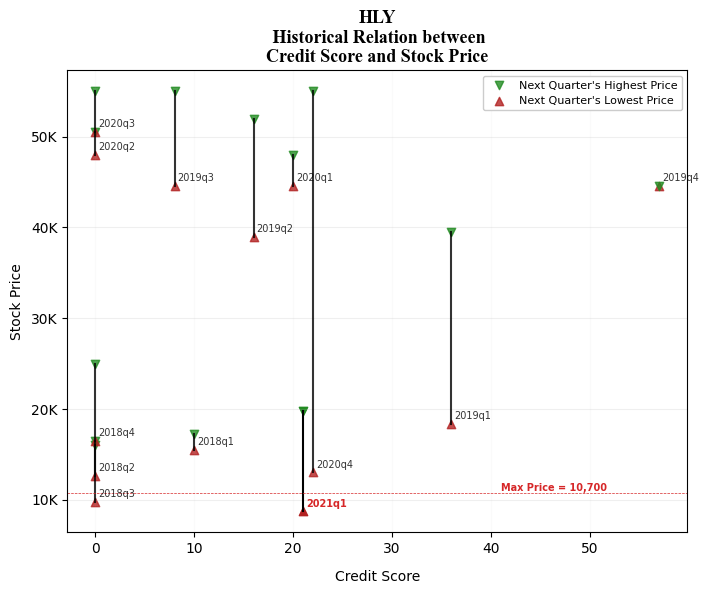 HLY
Historical Relation between
Credit Score and Stock Price
Next Quarter's Highest Price
Next Quarter's Lowest Price
50K
40K
30K
20K
10K
Stock Price
2020q3
2020q2
2019q3
2020q1
2019q4
2019q2
2018q4
2018q1
2019q1
2018q2
2020q4
2018q3
Max Price = 10,700
2021q1
0
10
20
30
40
50
Credit Score